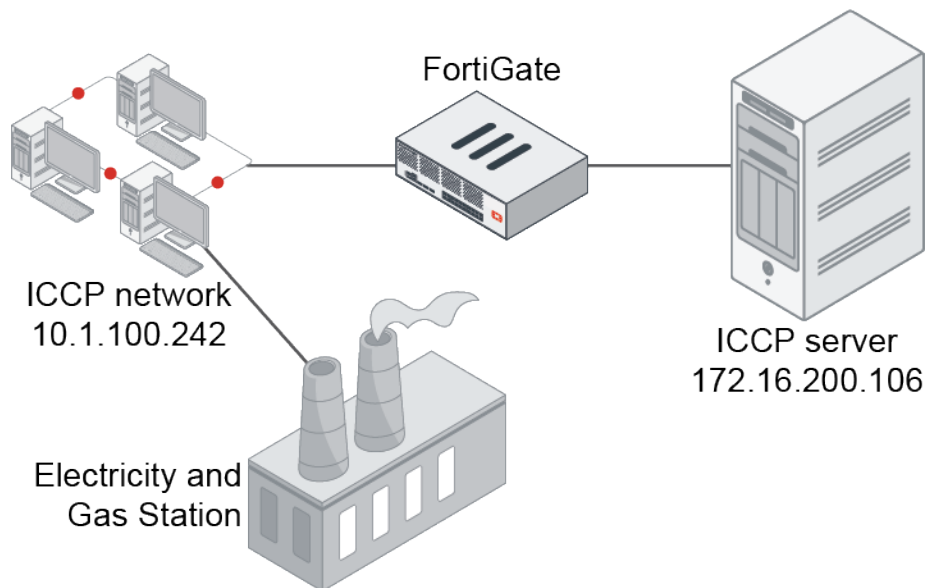 FortiGate
ICCP network
10.1.100.242
ICCP server
172.16.200.106
Electricity and
Gas Station